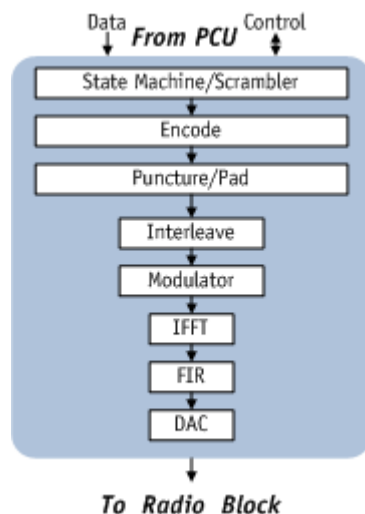 Data From PCU Control
State Machine/Scrambler
Encode
Puncture/Pad
Interleave
Modulator
IFFT
FIR
DAC
To Radio Block